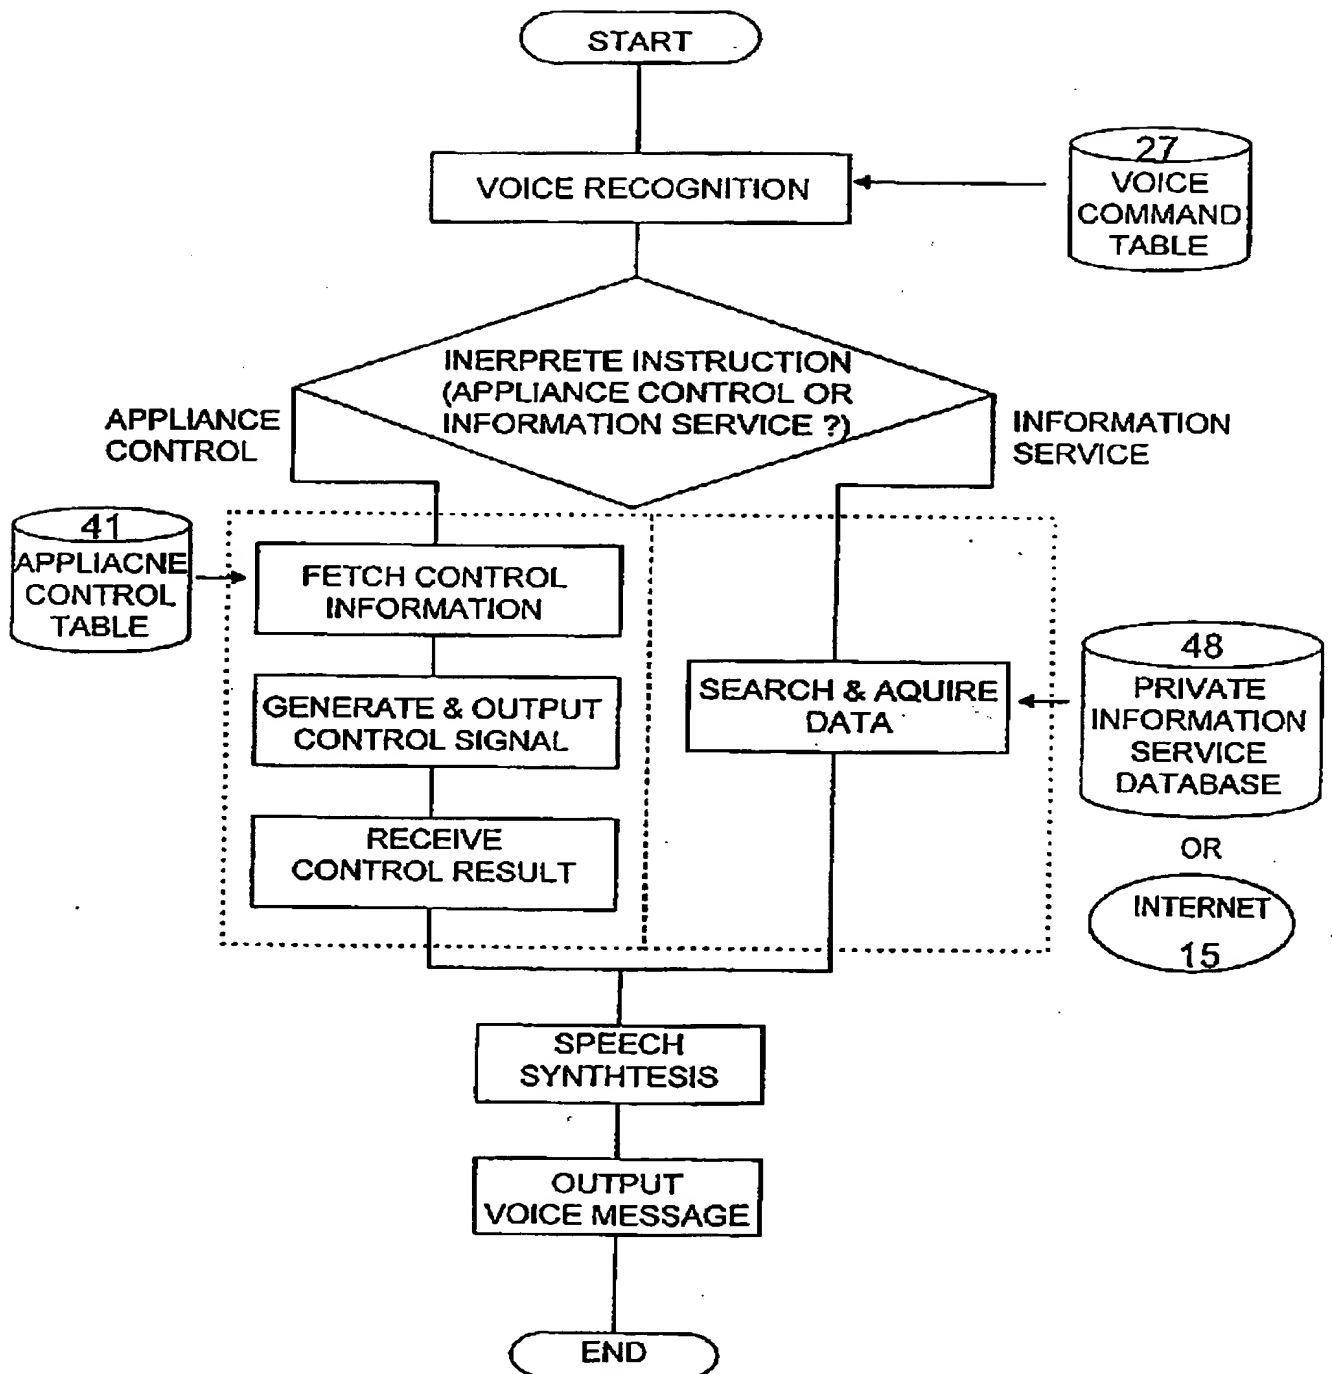 START
VOICE RECOGNITION
27
VOICE
COMMAND
TABLE
INERPRETE INSTRUCTION
(APPLIANCE CONTROL OR
INFORMATION SERVICE ?)
APPLIANCE
CONTROL
INFORMATION
SERVICE
41
APPLIACNE
CONTROL
TABLE
FETCH CONTROL
INFORMATION
GENERATE & OUTPUT
CONTROL SIGNAL
RECEIVE
CONTROL RESULT
SEARCH & AQUIRE
DATA
48
PRIVATE
INFORMATION
SERVICE
DATABASE
OR
INTERNET
15
SPEECH
SYNTHTESIS
OUTPUT
VOICE MESSAGE
END